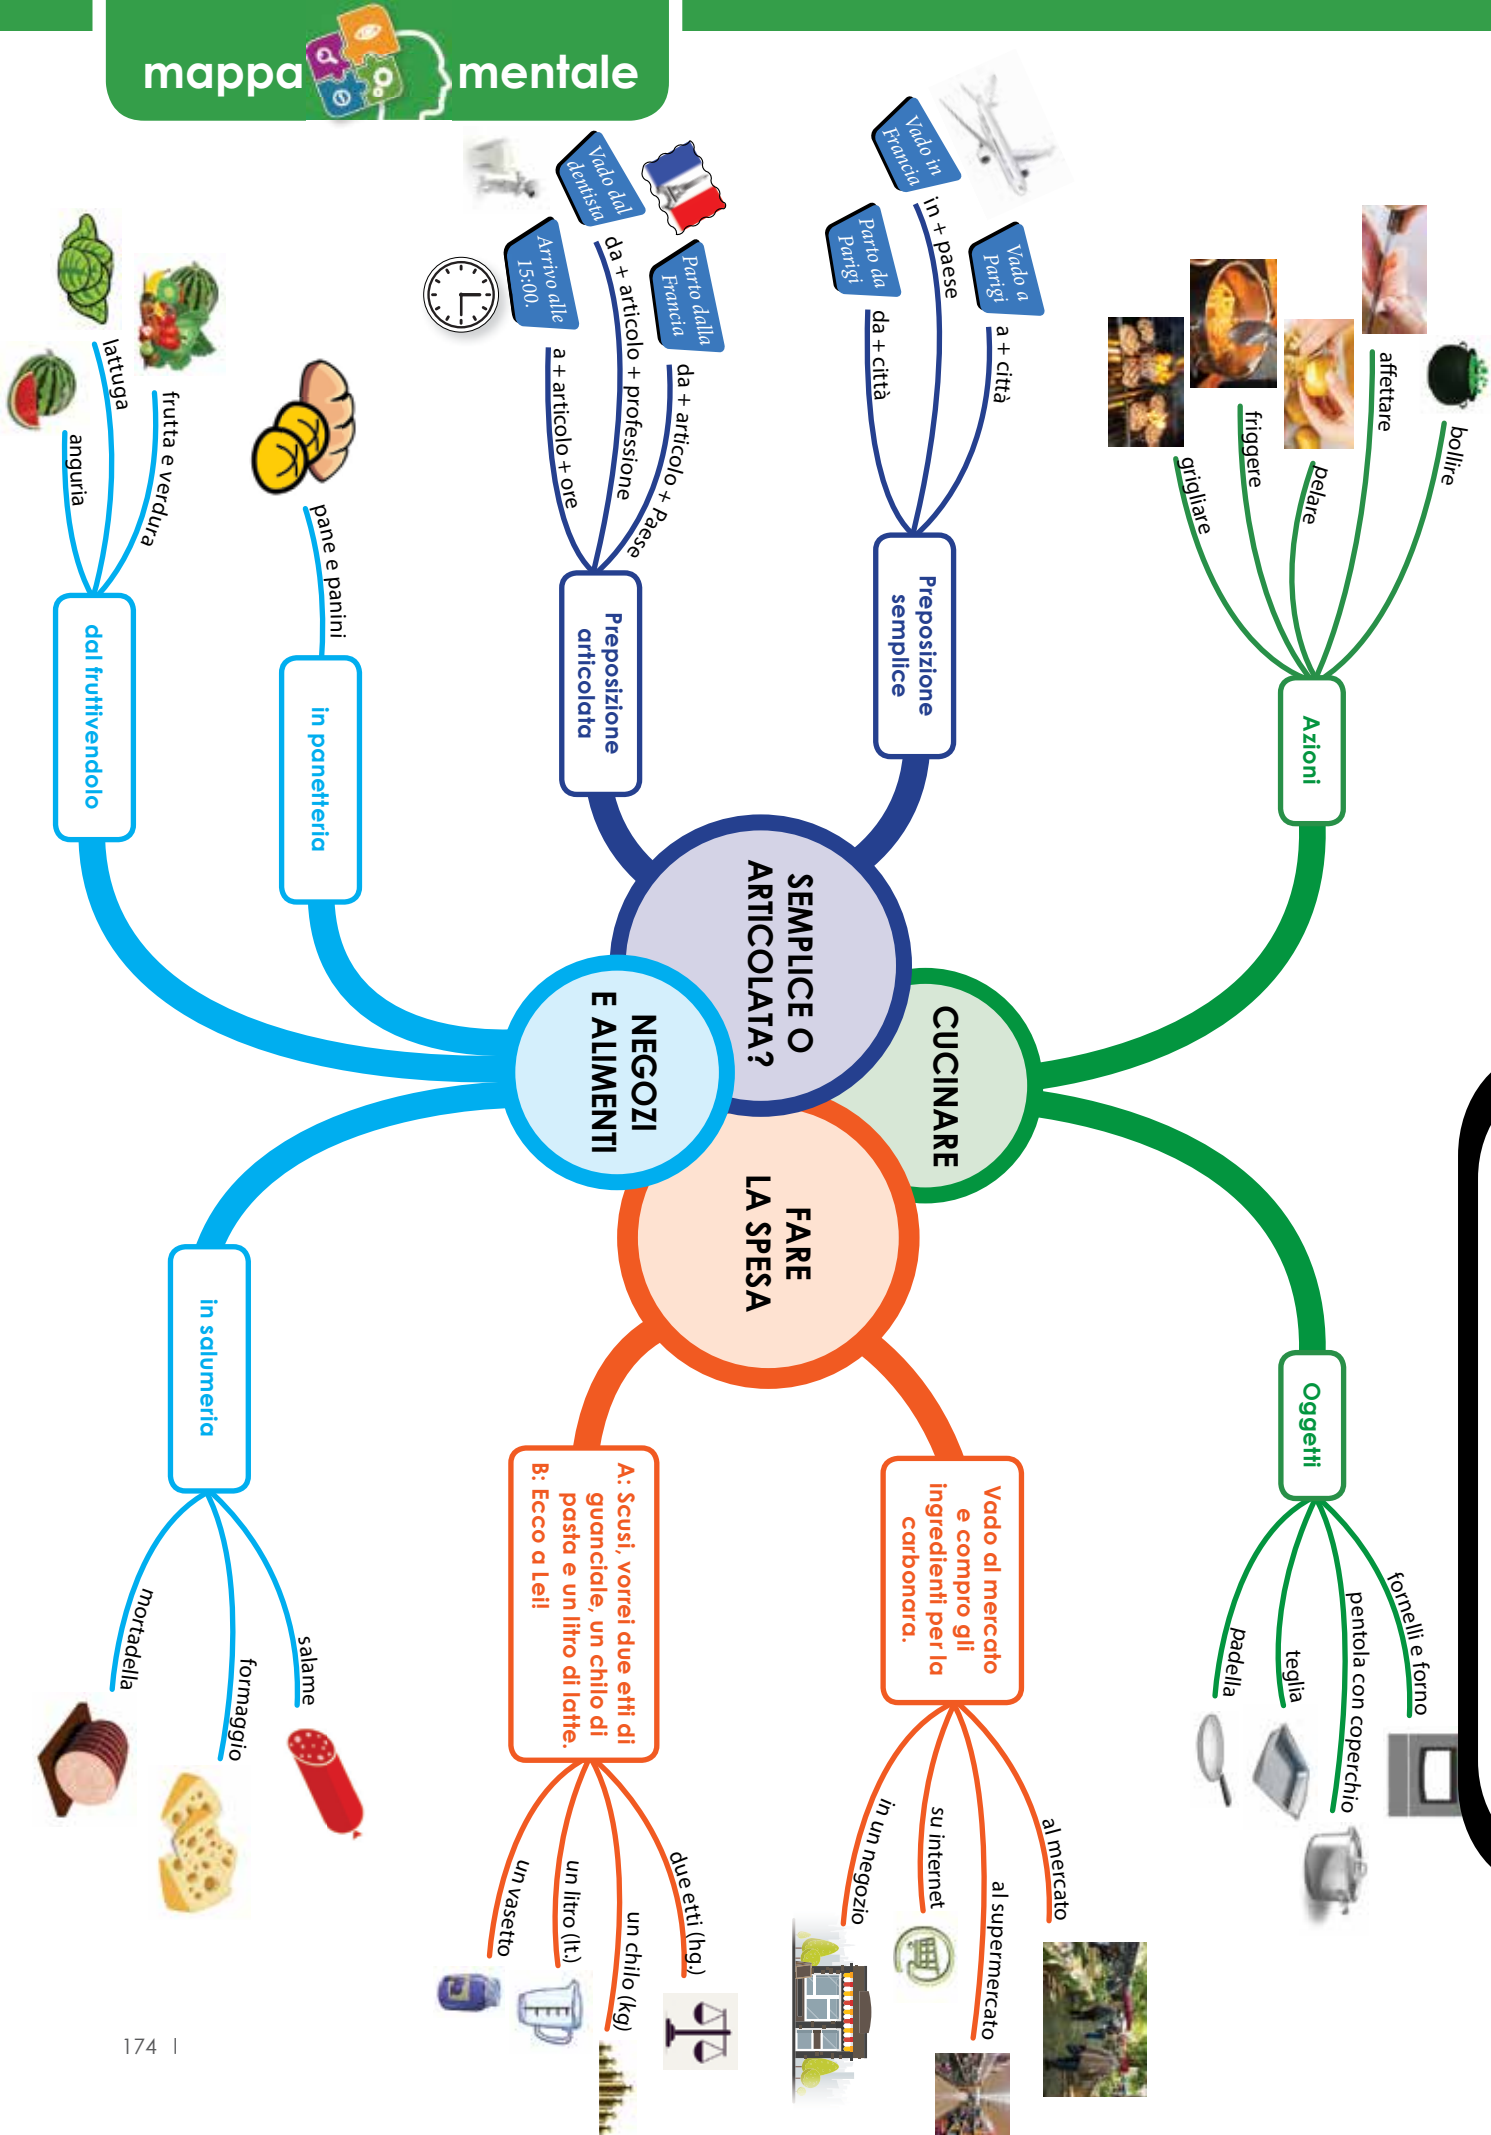 mappa mentale
SEMPLICE O
ARTICOLATA?
Preposizione
semplice
a + città
Vado a
Parigi
in + paese
Vado in
Francia
da + città
Parto da
Parigi
Preposizione
articolata
da + articolo + Paese
Parto dalla
Francia
da + articolo + professione
Vado dal
dentista
a + articolo + ore
Arrivo alle
15:00.
CUCINARE
Azioni
bollire
affettare
pelare
friggere
grigliare
Oggetti
fornelli e forno
pentola con coperchio
teglia
padella
FARE
LA SPESA
Vado al mercato
e compro gli
ingredienti per la
carbonara.
al mercato
al supermercato
su internet
in un negozio
A: Scusi, vorrei due etti di
guanciale, un chilo di
pasta e un litro di latte.
B: Ecco a Lei!
due etti (hg.)
un chilo (kg)
un litro (lt.)
un vasetto
NEGOZI
E ALIMENTI
in panetteria
pane e panini
dal fruttivendolo
frutta e verdura
lattuga
anguria
in salumeria
salame
formaggio
mortadella
174 |